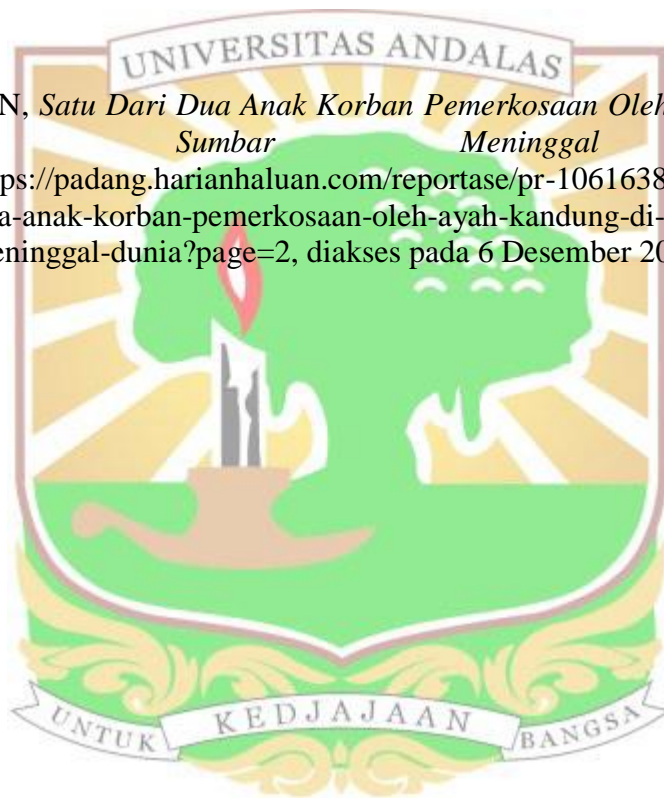 UNIVERSITAS ANDALAS
N, Satu Dari Dua Anak Korban Pemerkosaan Oleh
Sumbar Meninggal
ps://padang.harianhaluan.com/reportase/pr-1061638
a-anak-korban-pemerkosaan-oleh-ayah-kandung-di-
eninggal-dunia?page=2, diakses pada 6 Desember 20
UNTUK KEDJAJAAN BANGSA